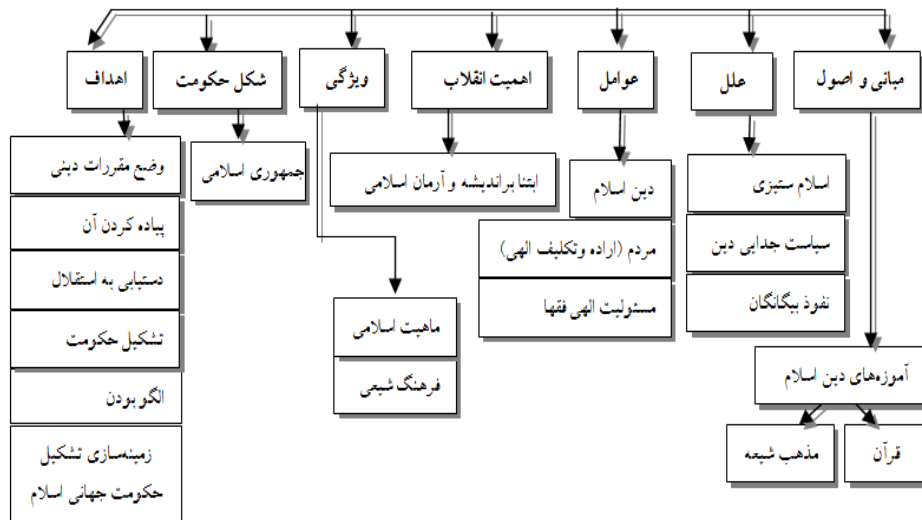 مبانی و اصول
علل
عوامل
اهمیت انقلاب
ویژگی
شکل حکومت
اهداف
آموزه‌های دین اسلام
قرآن
مذهب شیعه
اسلام ستیزی
سیاست جدایی دین
نفوذ بیگانگان
دین اسلام
مردم (اراده وتکلیف الهی)
مسئولیت الهی فقها
ابتنا براندیشه و آرمان اسلامی
ماهیت اسلامی
فرهنگ شیعی
جمهوری اسلامی
وضع مقررات دینی
پیاده کردن آن
دستیابی به استقلال
تشکیل حکومت
الگو بودن
زمینه‌سازی تشکیل
حکومت جهانی اسلام